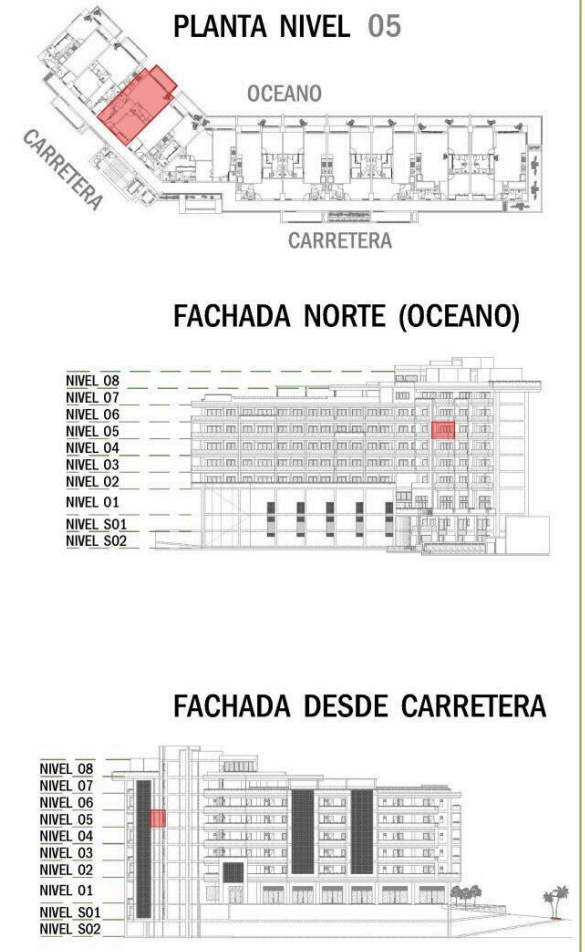 PLANTA NIVEL 05
OCEANO
CARRETERA
CARRETERA
FACHADA NORTE (OCEANO)
NIVEL 08
NIVEL 07
NIVEL 06
NIVEL 05
NIVEL 04
NIVEL 03
NIVEL 02
NIVEL 01
NIVEL S01
NIVEL S02
FACHADA DESDE CARRETERA
NIVEL 08
NIVEL 07
NIVEL 06
NIVEL 05
NIVEL 04
NIVEL 03
NIVEL 02
NIVEL 01
NIVEL S01
NIVEL S02